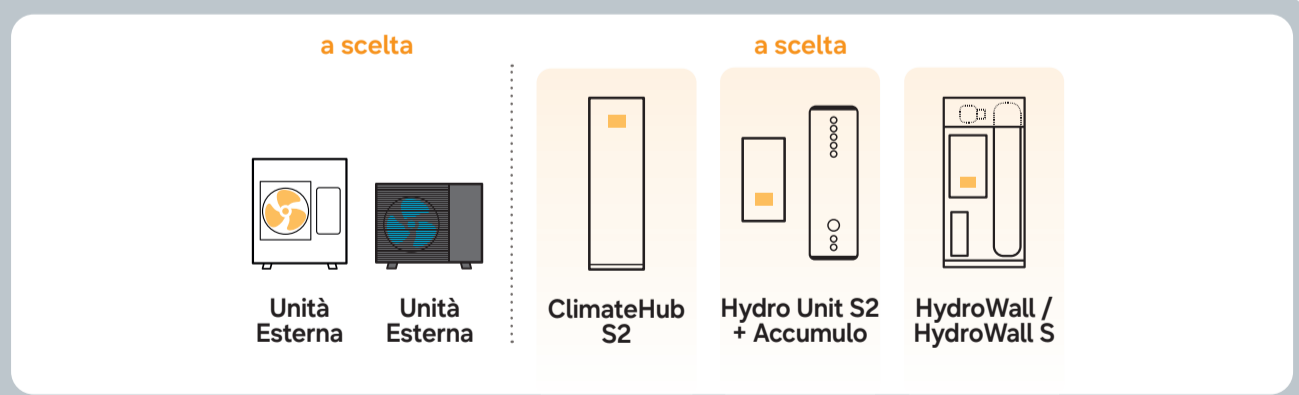 a scelta
a scelta
Unità
Esterna
Unità
Esterna
ClimateHub
S2
Hydro Unit S2
+ Accumulo
HydroWall /
HydroWall S